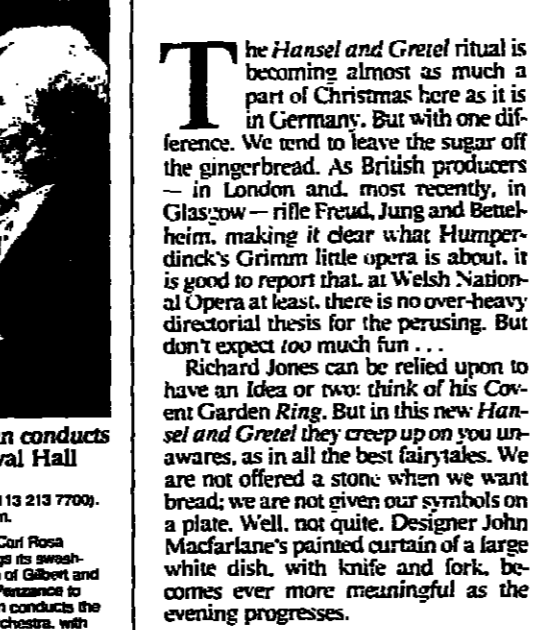 n conducts
val Hall
113 213 7700).
n.
Carl Rosa
gs its swash-
n of Gilbert and
Penzance to
n conducts the
chestra, with
The Hansel and Gretel ritual is
becoming almost as much a
part of Christmas here as it is
in Germany. But with one dif-
ference. We tend to leave the sugar off
the gingerbread. As British producers
— in London and, most recently, in
Glasgow — rifle Freud, Jung and Bettel-
heim, making it clear what Humper-
dinck's Grimm little opera is about, it
is good to report that, at Welsh Nation-
al Opera at least, there is no over-heavy
directorial thesis for the perusing. But
don't expect too much fun . . .
Richard Jones can be relied upon to
have an Idea or two: think of his Cov-
ent Garden Ring. But in this new Han-
sel and Gretel they creep up on you un-
awares, as in all the best fairytales. We
are not offered a stone when we want
bread; we are not given our symbols on
a plate. Well, not quite. Designer John
Macfarlane's painted curtain of a large
white dish, with knife and fork, be-
comes ever more meaningful as the
evening progresses.